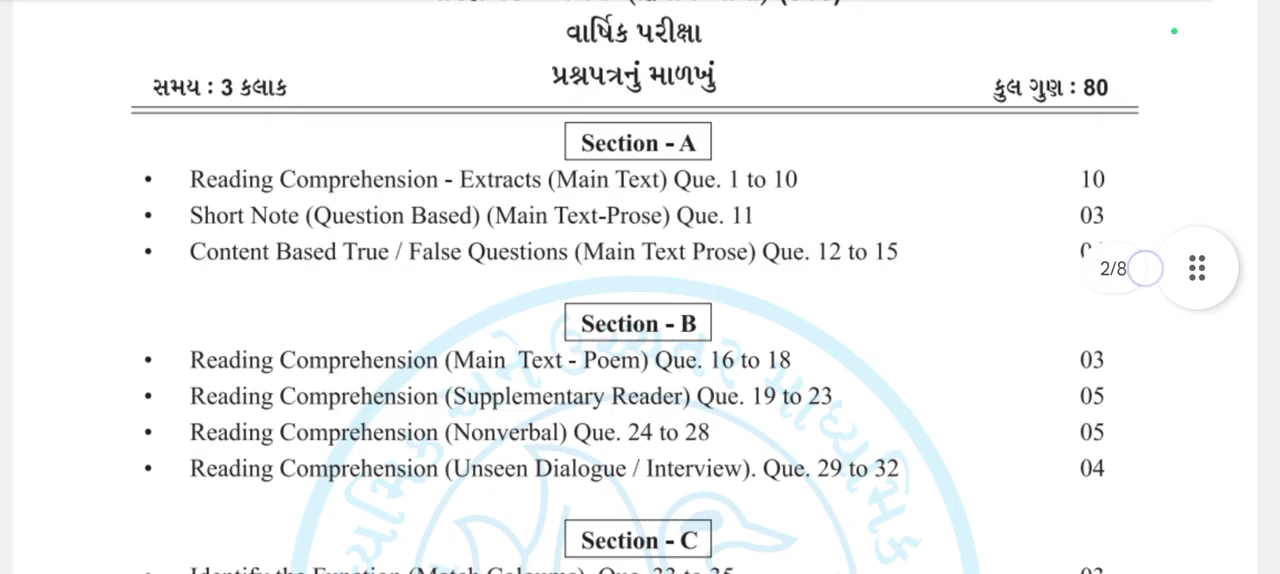 વાર્ષિક પરીક્ષા
પ્રશ્નપત્રનું માળખું
સમય : 3 કલાક કુલ ગુણ : 80
Section - A
• Reading Comprehension - Extracts (Main Text) Que. 1 to 10 10
• Short Note (Question Based) (Main Text-Prose) Que. 11 03
• Content Based True / False Questions (Main Text Prose) Que. 12 to 15
2/8
Section - B
• Reading Comprehension (Main Text - Poem) Que. 16 to 18 03
• Reading Comprehension (Supplementary Reader) Que. 19 to 23 05
• Reading Comprehension (Nonverbal) Que. 24 to 28 05
• Reading Comprehension (Unseen Dialogue / Interview). Que. 29 to 32 04
Section - C